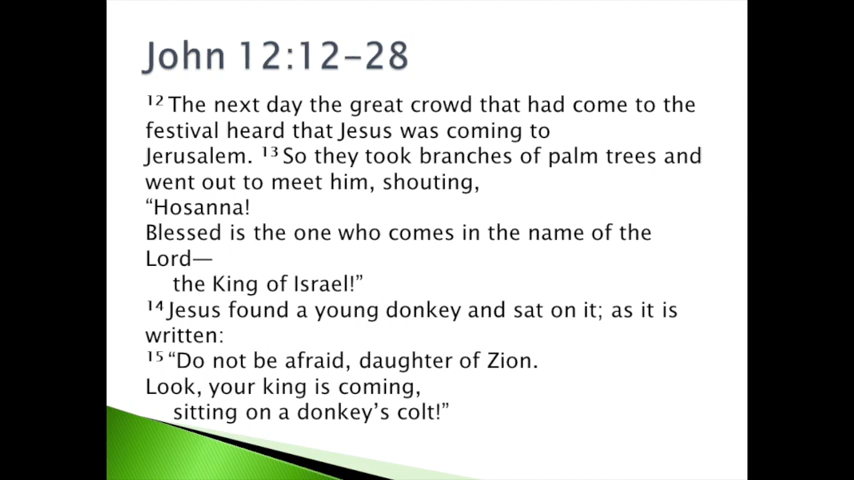 John 12:12-28
12 The next day the great crowd that had come to the
festival heard that Jesus was coming to
Jerusalem. 13 So they took branches of palm trees and
went out to meet him, shouting,
“Hosanna!
Blessed is the one who comes in the name of the
Lord—
the King of Israel!”
14 Jesus found a young donkey and sat on it; as it is
written:
15 “Do not be afraid, daughter of Zion.
Look, your king is coming,
sitting on a donkey’s colt!”